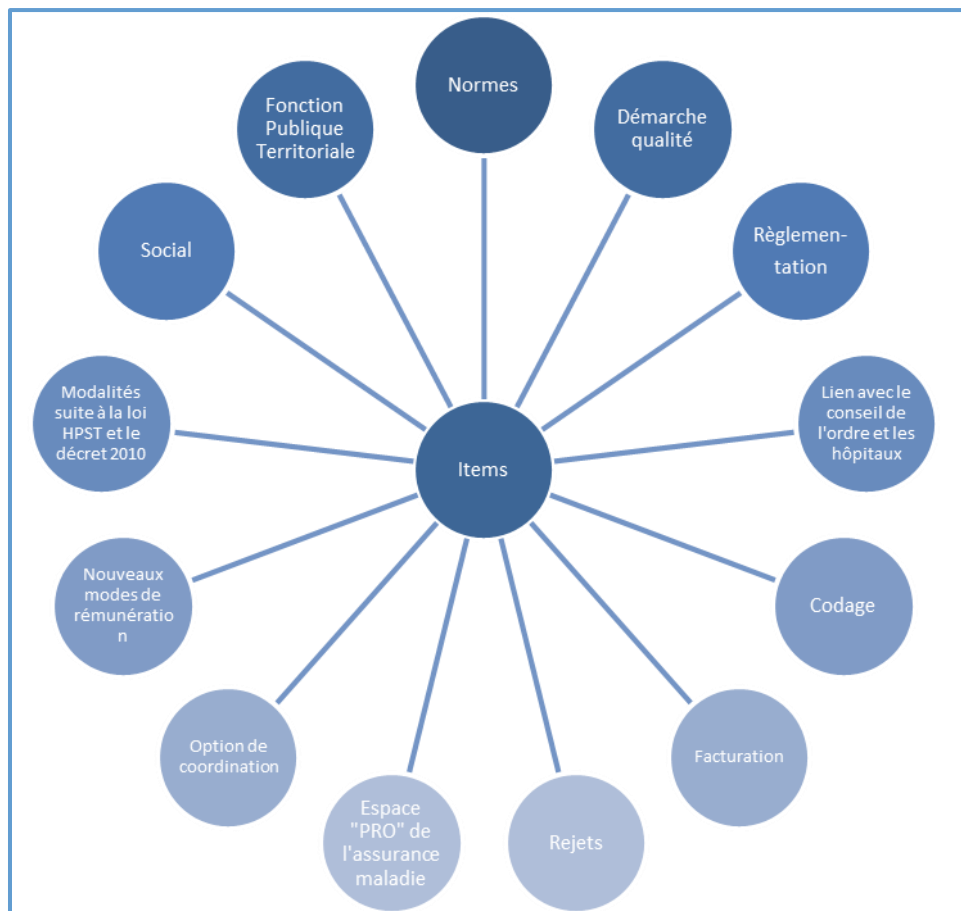 Normes
Démarche
qualité
Règlemen-
tation
Lien avec le
conseil de
l'ordre et les
hôpitaux
Codage
Facturation
Rejets
Espace
"PRO" de
l'assurance
maladie
Option de
coordination
Nouveaux
modes de
rémunératio
n
Modalités
suite à la loi
HPST et le
décret 2010
Social
Fonction
Publique
Territoriale
Items